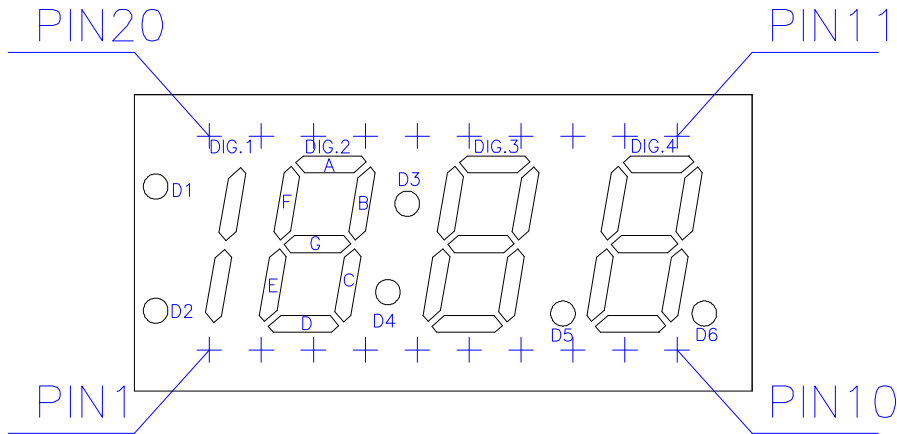 PIN20 PIN11
DIG.1 DIG.2 DIG.3 DIG.4
A
D1 F B D3
G
E C
D2 D D4 D5 D6
PIN1 PIN10